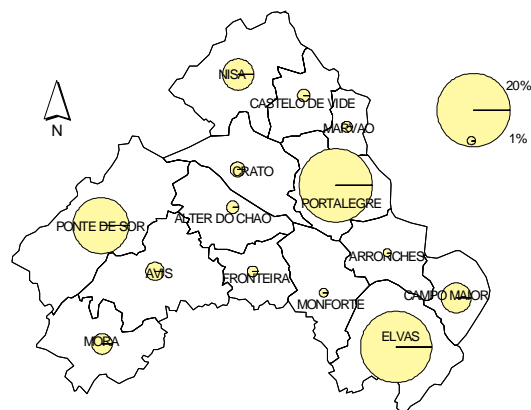 NISA
20%
CASTELO DE VIDE
MARVAO
1%
N
CRATO
PORTALEGRE
ALTER DO CHAO
PONTE DE SOR
ARRONCHES
AVIS
FRONTEIRA
MONFORTE
CAMPO MAIOR
MORA
ELVAS